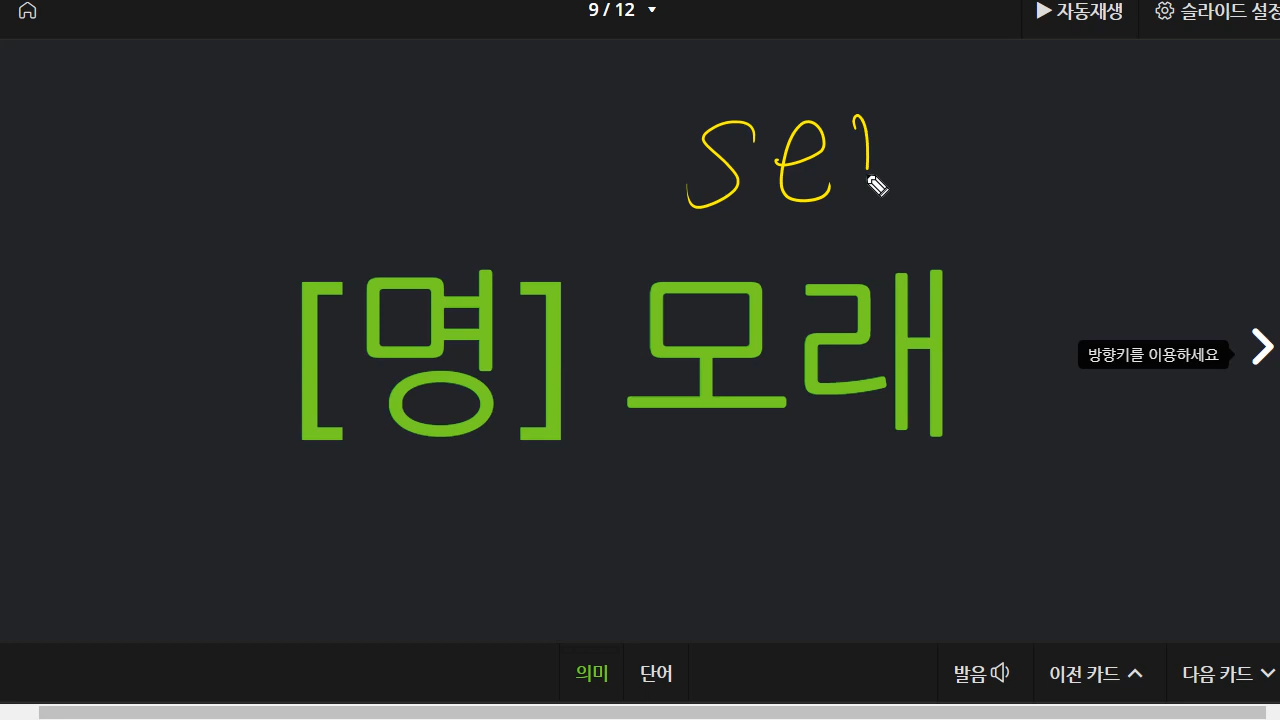 9 / 12
자동재생
슬라이드 설정
se
[명] 모래
방향키를 이용하세요
의미
단어
발음
이전 카드
다음 카드